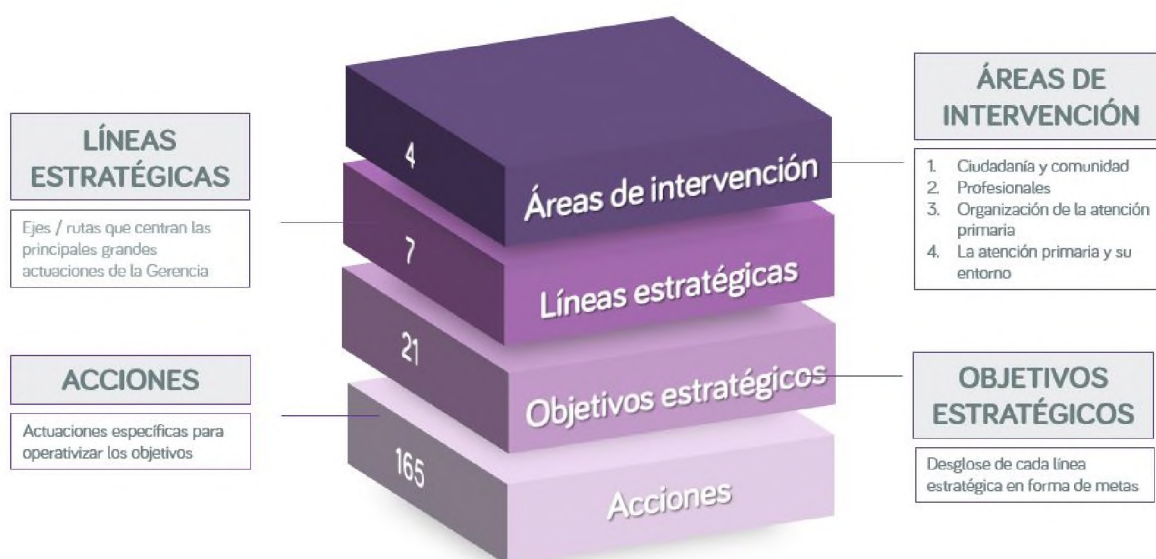 LÍNEAS
ESTRATÉGICAS
Ejes / rutas que centran las
principales grandes
actuaciones de la Gerencia
ACCIONES
Actuaciones específicas para
operativizar los objetivos
4
Áreas de intervención
7
Líneas estratégicas
21
Objetivos estratégicos
165
Acciones
ÁREAS DE
INTERVENCIÓN
1. Ciudadanía y comunidad
2. Profesionales
3. Organización de la atención
primaria
4. La atención primaria y su
entorno
OBJETIVOS
ESTRATÉGICOS
Desglose de cada línea
estratégica en forma de metas